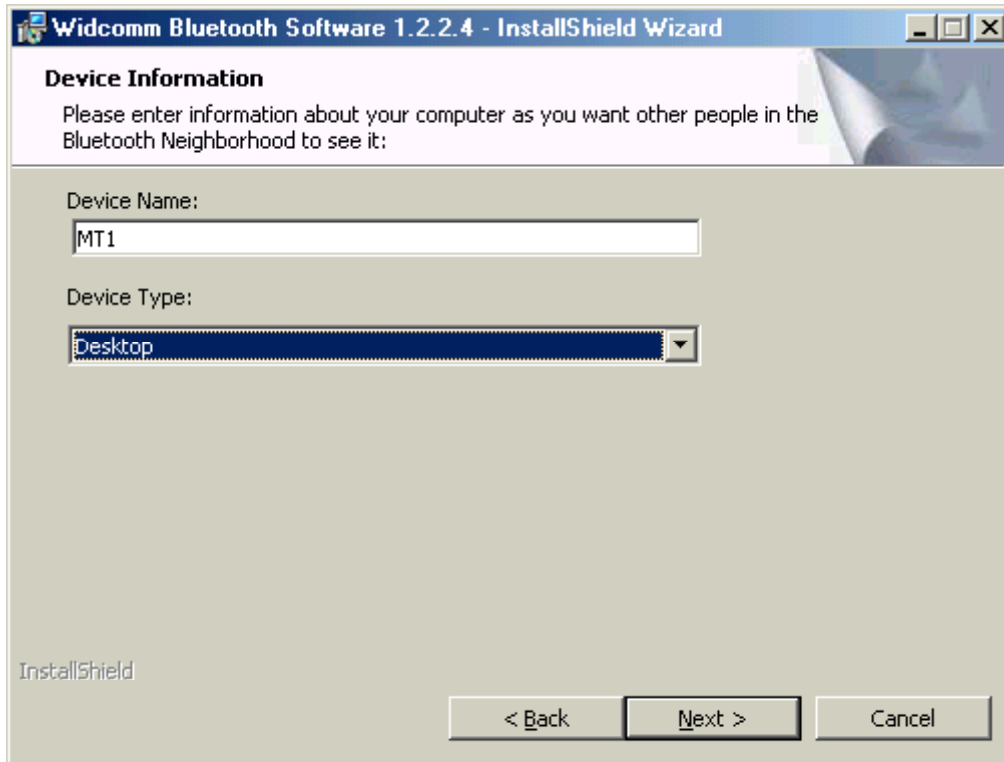 Widcomm Bluetooth Software 1.2.2.4 - InstallShield Wizard
Device Information
Please enter information about your computer as you want other people in the
Bluetooth Neighborhood to see it:
Device Name:
MT1
Device Type:
Desktop
InstallShield
< Back Next > Cancel